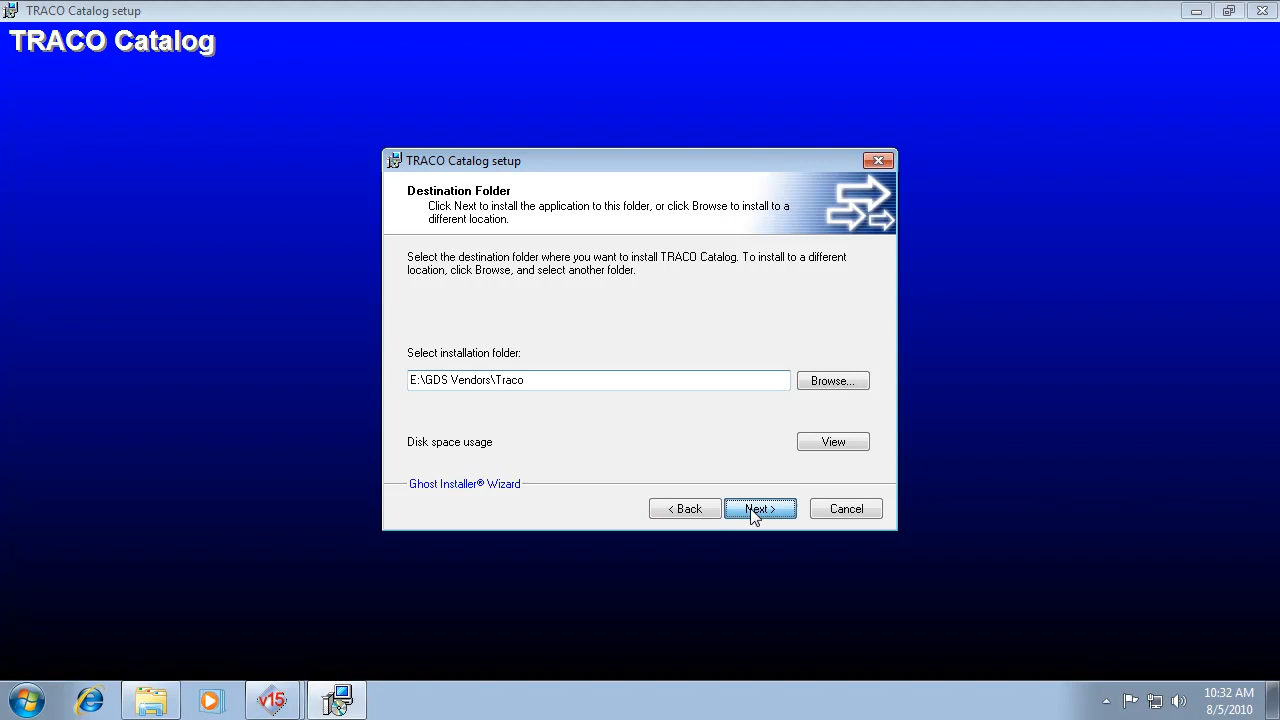 TRACO Catalog setup
TRACO Catalog
TRACO Catalog setup
Destination Folder
Click Next to install the application to this folder, or click Browse to install to a
different location.
Select the destination folder where you want to install TRACO Catalog. To install to a different
location, click Browse, and select another folder.
Select installation folder:
E:\GDS Vendors\Traco
Browse...
Disk space usage
View
Ghost Installer® Wizard
< Back
Next >
Cancel
v15
10:32 AM
8/5/2010